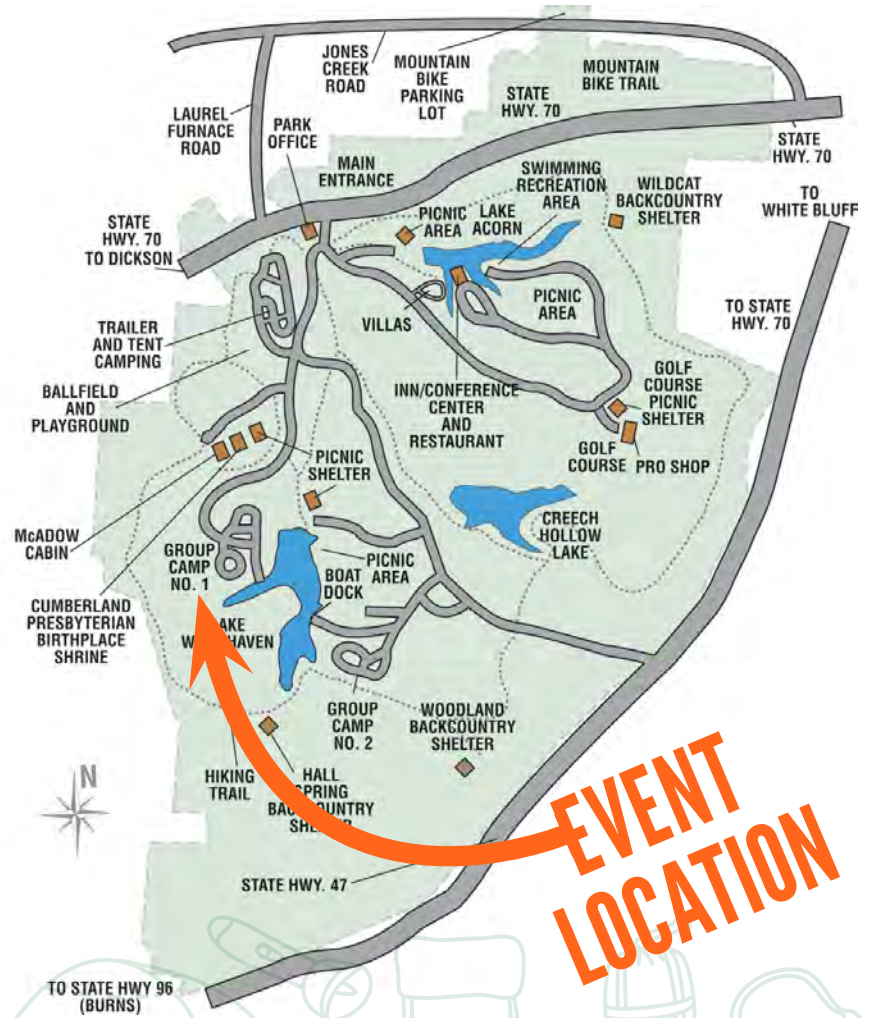 JONES
CREEK
ROAD
MOUNTAIN
BIKE
PARKING
LOT
MOUNTAIN
BIKE TRAIL
STATE
HWY. 70
LAUREL
FURNACE
ROAD
PARK
OFFICE
MAIN
ENTRANCE
STATE
HWY. 70
SWIMMING
RECREATION
AREA
WILDCAT
BACKCOUNTRY
SHELTER
TO
WHITE BLUFF
STATE
HWY. 70
TO DICKSON
PICNIC
AREA
LAKE
ACORN
PICNIC
AREA
TO STATE
HWY. 70
VILLAS
TRAILER
AND TENT
CAMPING
BALLFIELD
AND
PLAYGROUND
INN/CONFERENCE
CENTER
AND
RESTAURANT
GOLF
COURSE
PICNIC
SHELTER
GOLF
COURSE
PRO SHOP
PICNIC
SHELTER
McADOW
CABIN
GROUP
CAMP
NO. 1
CREECH
HOLLOW
LAKE
PICNIC
AREA
BOAT
DOCK
CUMBERLAND
PRESBYTERIAN
BIRTHPLACE
SHRINE
GROUP
CAMP
NO. 2
WOODLAND
BACKCOUNTRY
SHELTER
N
HIKING
TRAIL
HALL
SPRING
BACKCOUNTRY
SHELTER
EVENT
LOCATION
STATE HWY. 47
TO STATE HWY 96
(BURNS)